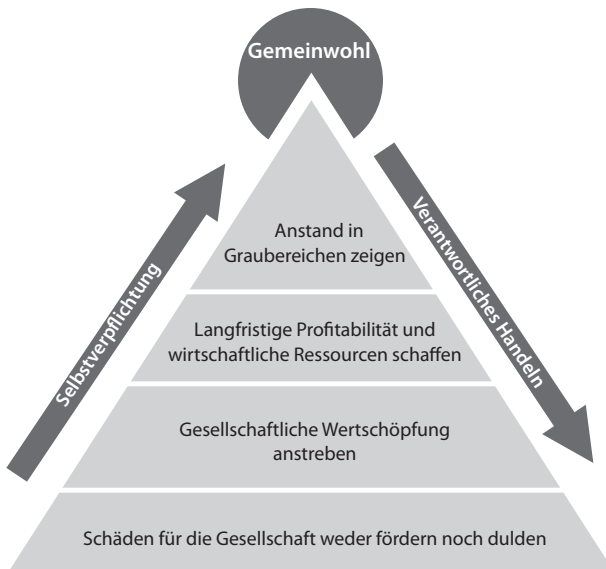 Gemeinwohl
Selbstverpflichtung
Verantwortliches Handeln
Anstand in
Graubereichen zeigen
Langfristige Profitabilität und
wirtschaftliche Ressourcen schaffen
Gesellschaftliche Wertschöpfung
anstreben
Schäden für die Gesellschaft weder fördern noch dulden